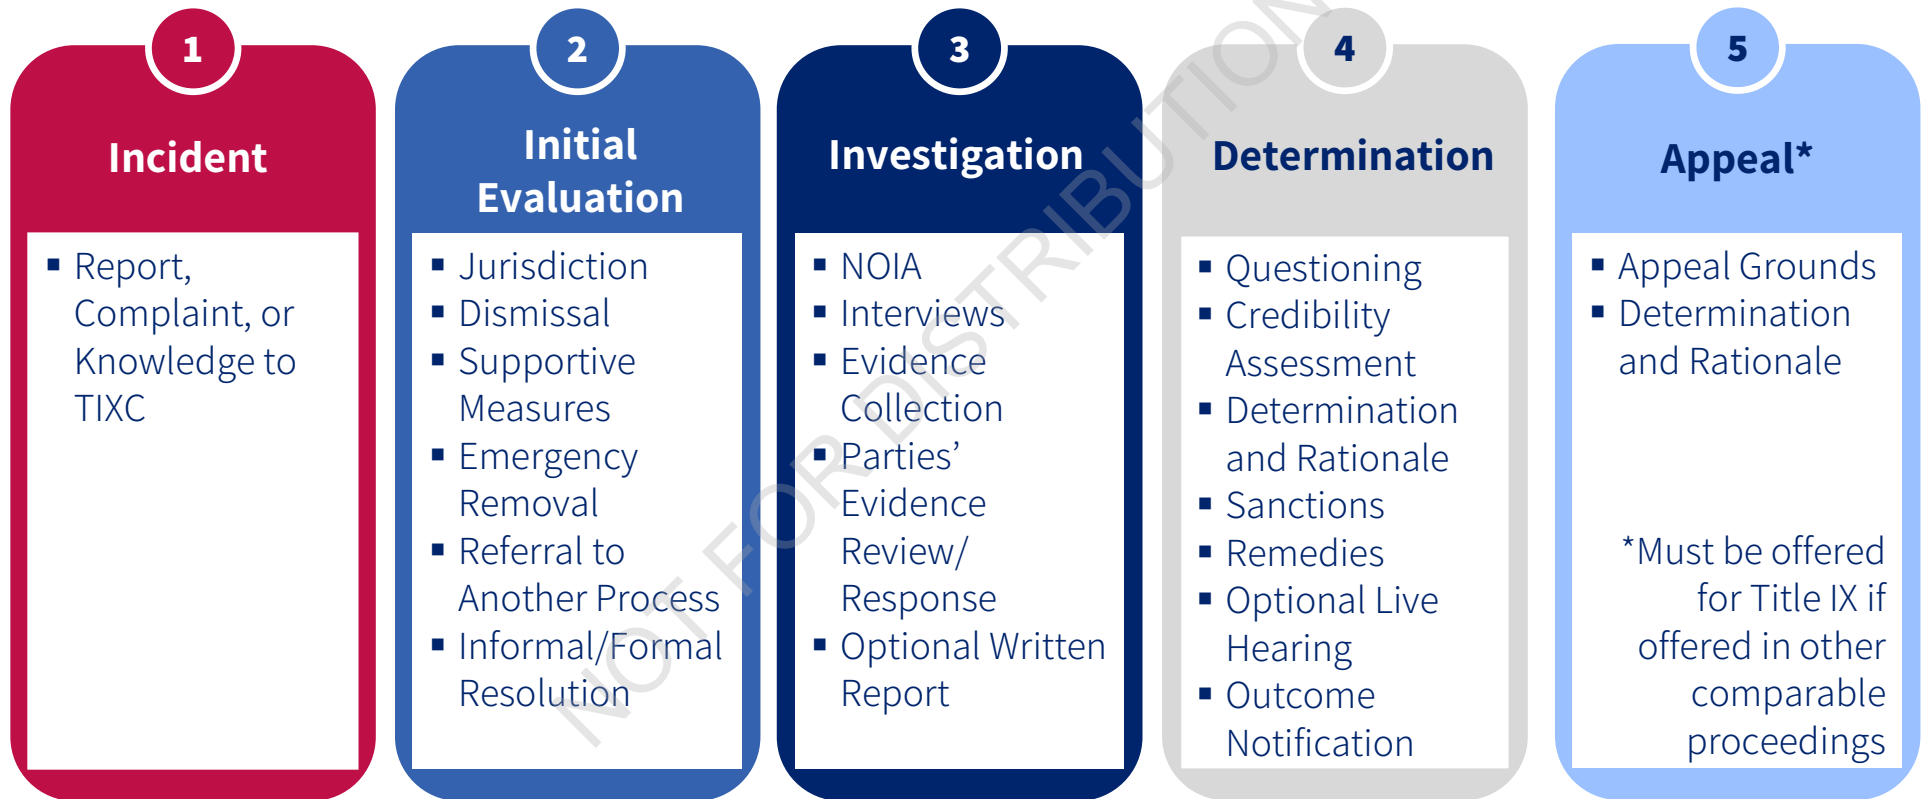 1
Incident
▪ Report,
Complaint, or
Knowledge to
TIXC
2
Initial
Evaluation
▪ Jurisdiction
▪ Dismissal
▪ Supportive
Measures
▪ Emergency
Removal
▪ Referral to
Another Process
▪ Informal/Formal
Resolution
3
Investigation
▪ NOIA
▪ Interviews
▪ Evidence
Collection
▪ Parties’
Evidence
Review/
Response
▪ Optional Written
Report
4
Determination
▪ Questioning
▪ Credibility
Assessment
▪ Determination
and Rationale
▪ Sanctions
▪ Remedies
▪ Optional Live
Hearing
▪ Outcome
Notification
5
Appeal*
▪ Appeal Grounds
▪ Determination
and Rationale
*Must be offered
for Title IX if
offered in other
comparable
proceedings
NOT FOR DISTRIBUTION